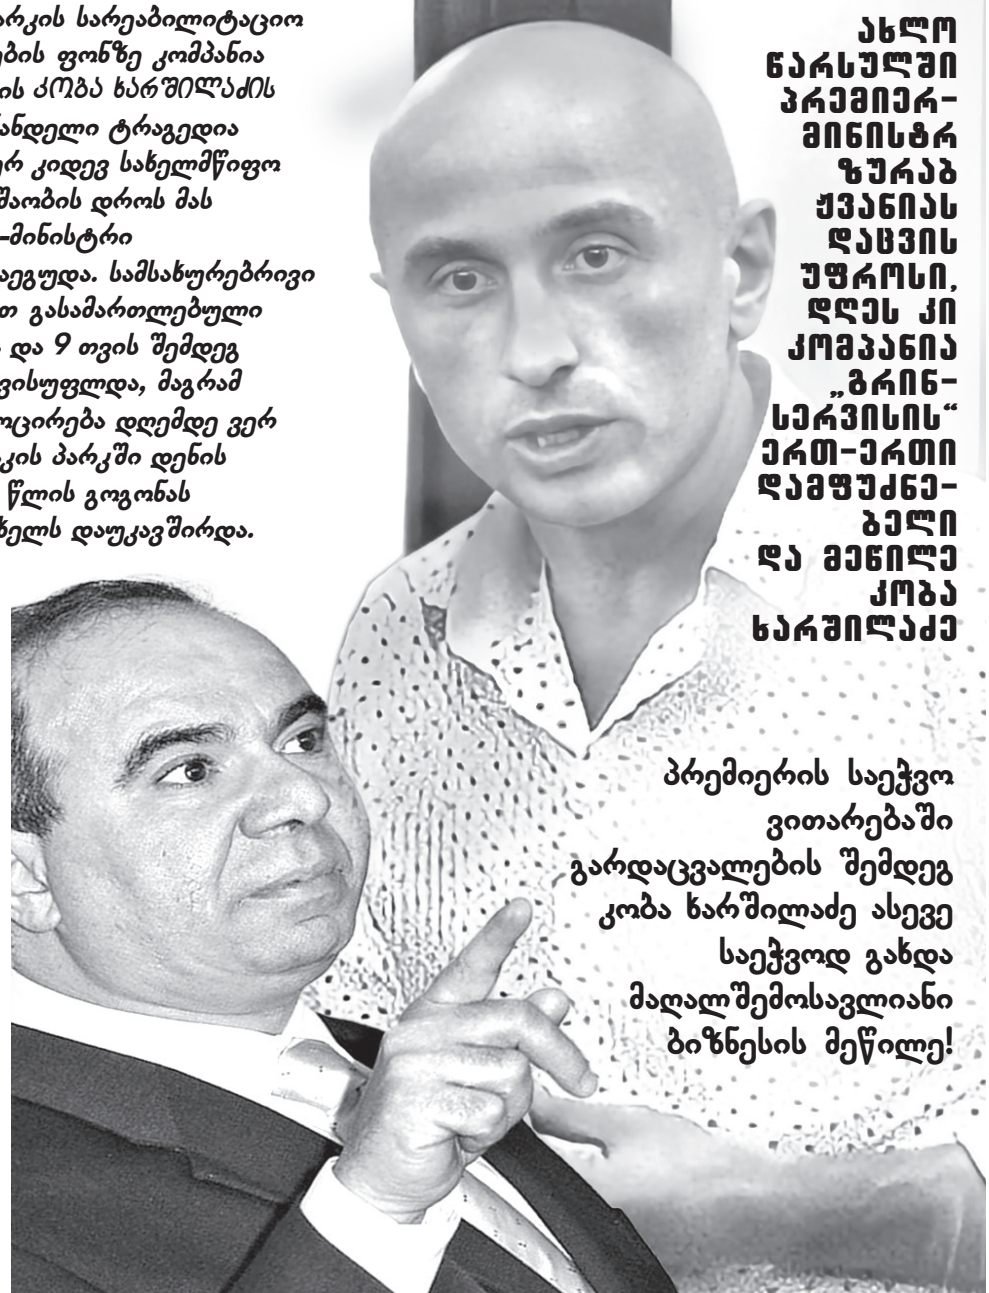 არკის სარეაბილიტაციო
ების ფონზე კომპანია
ის კობა ხარშილაძის
ანდელი ტრაგედია
ერ კიდევ სახელმწიფო
შაობის დროს მას
-მინისტრი
აეგუდა. სამსახურებრივი
თ გასამართლებული
და 9 თვის შემდეგ
ვისუფლდა, მაგრამ
ოცირება დღემდე ვერ
კის პარკში დენის
წლის გოგონას
ხელს დაუკავშირდა.
ახლო
წარსულში
პრემიერ-
მინისტრ
ზურაბ
ჟვანიას
დაცვის
უფროსი,
დღეს კი
კომპანია
„გრინ-
სერვისის“
ერთ-ერთი
დამფუძნე-
ბელი
და მეწილე
კობა
ხარშილაძე
პრემიერის საეჭვო
ვითარებაში
გარდაცვალების შემდეგ
კობა ხარშილაძე ასევე
საეჭვოდ გახდა
მაღალშემოსავლიანი
ბიზნესის მეწილე!